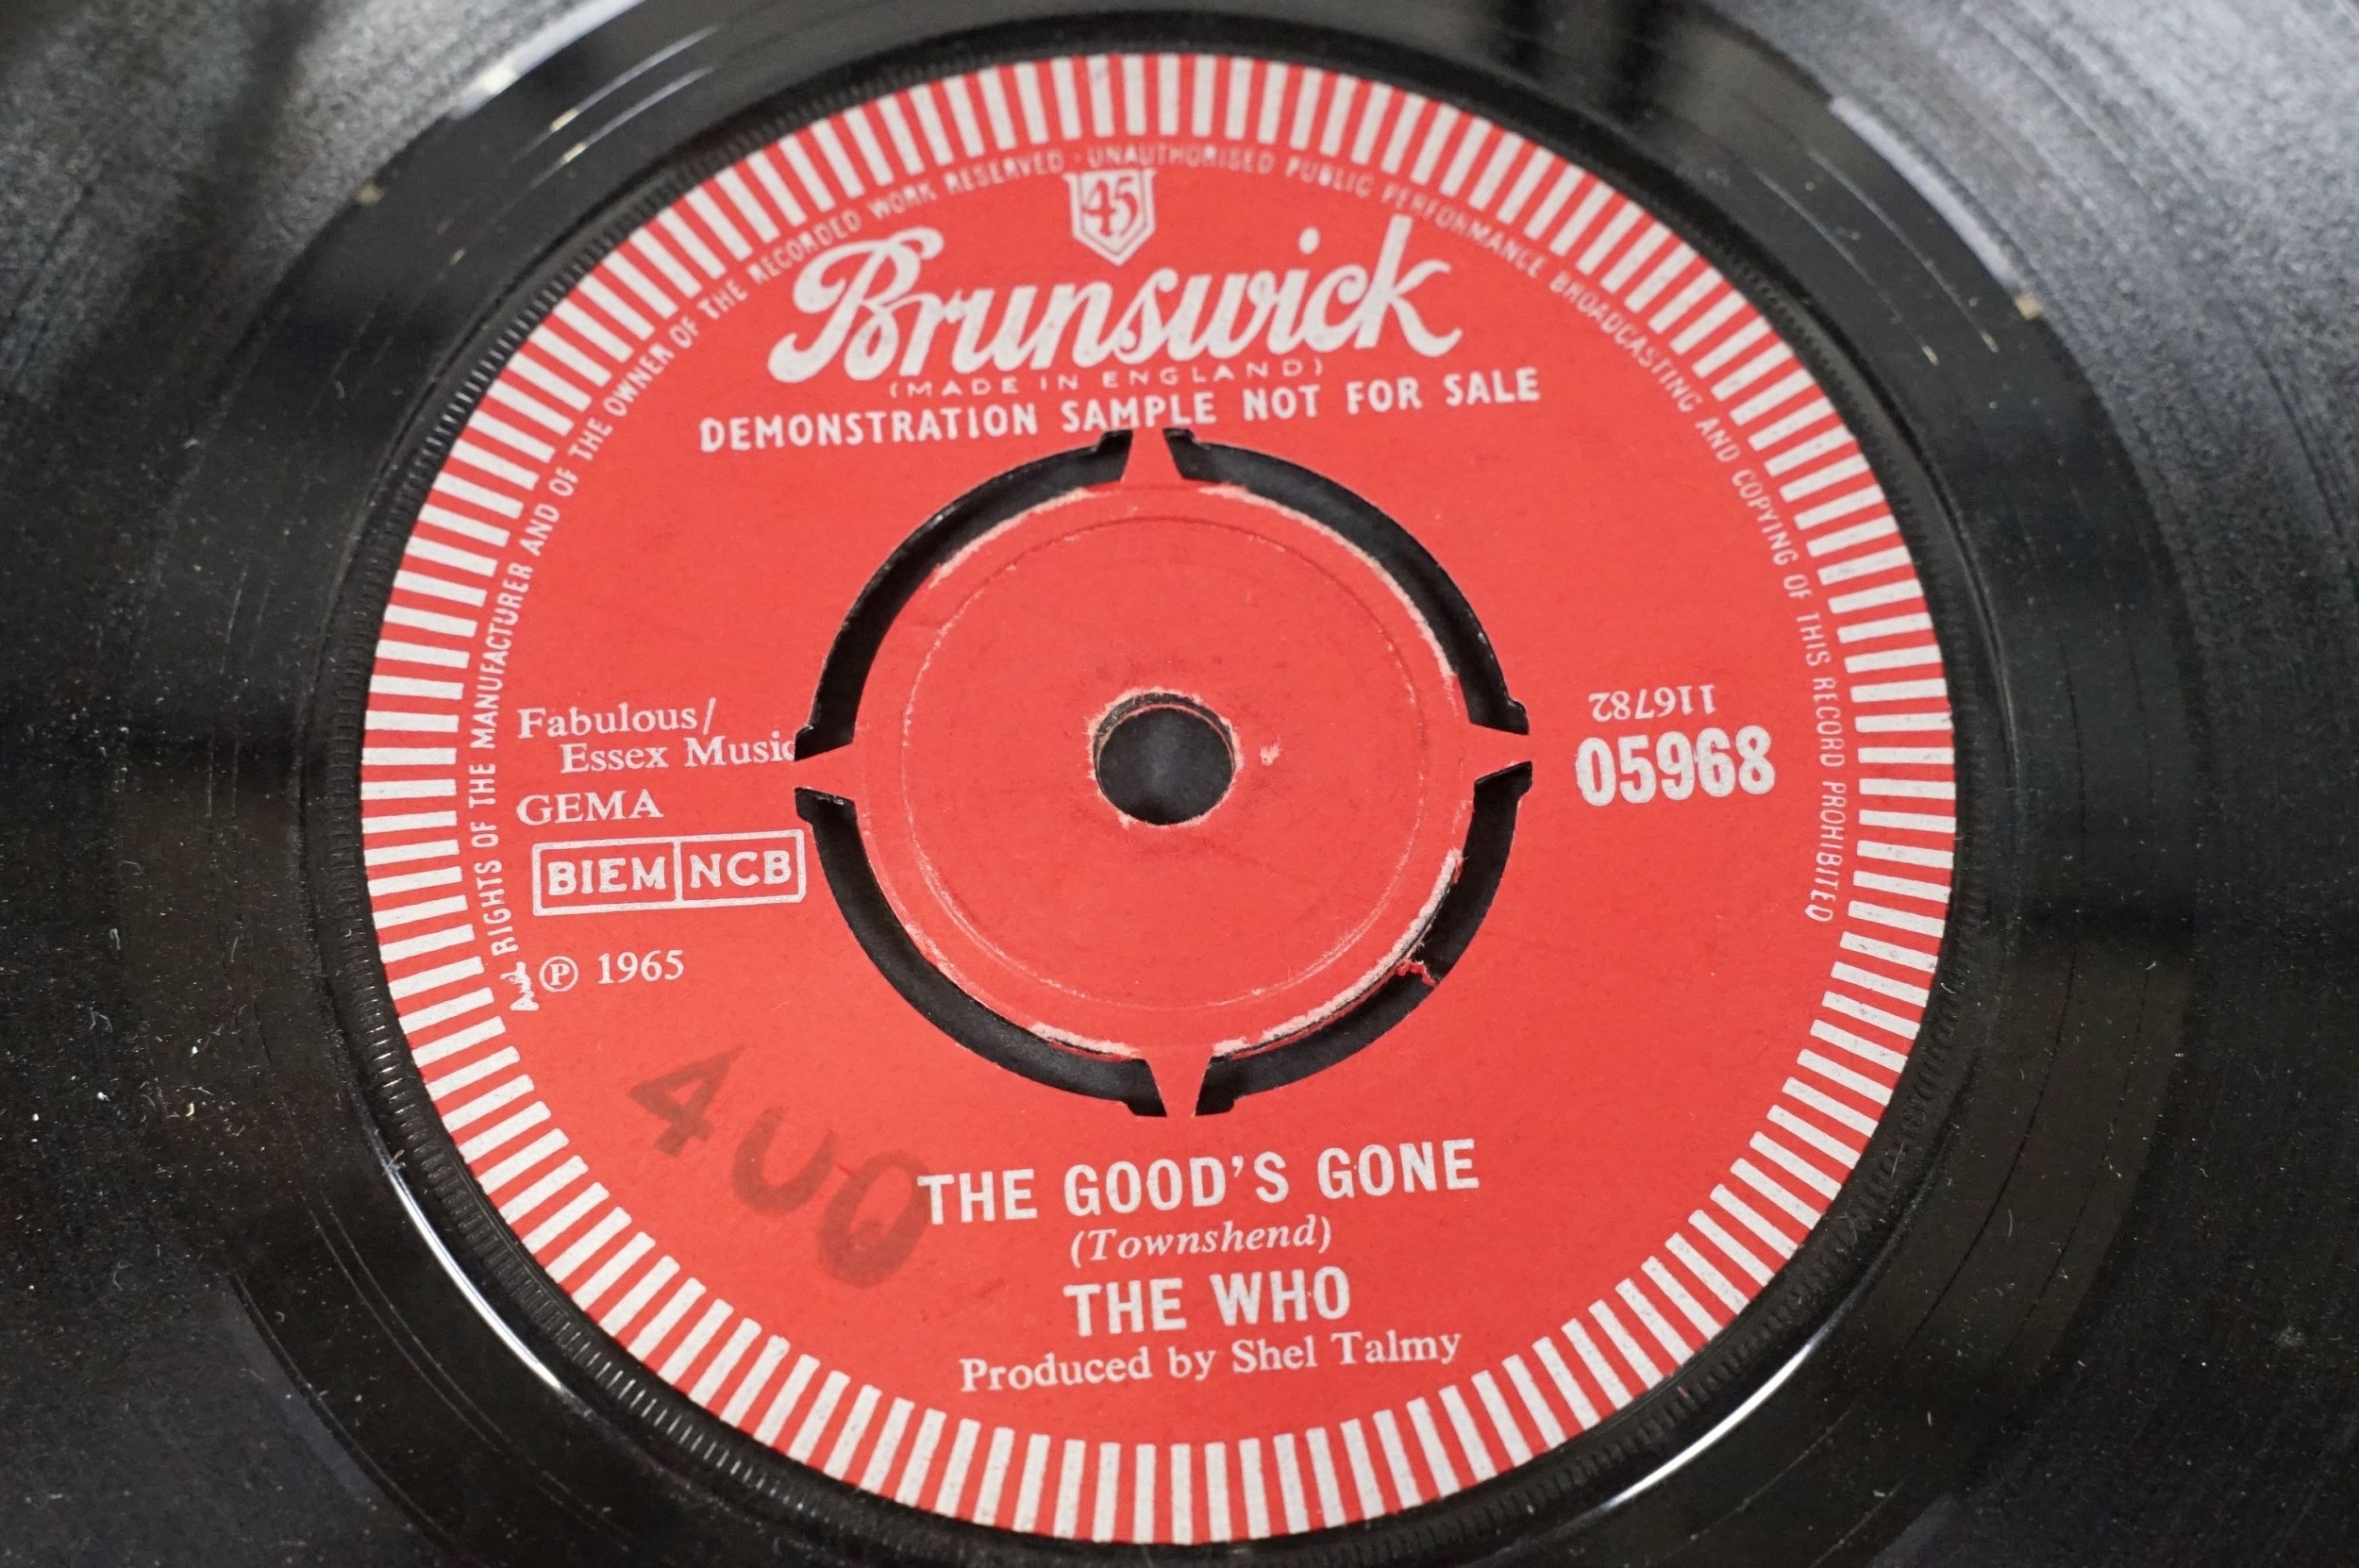 ALL RIGHTS OF THE MANUFACTURER AND OF THE OWNER OF THE RECORDED WORK RESERVED · UNAUTHORISED PUBLIC PERFORMANCE BROADCASTING AND COPYING OF THIS RECORD PROHIBITED
45
Brunswick
(MADE IN ENGLAND)
DEMONSTRATION SAMPLE NOT FOR SALE
Fabulous/
Essex Music
GEMA
BIEM NCB
℗ 1965
116782
05968
THE GOOD'S GONE
(Townshend)
THE WHO
Produced by Shel Talmy